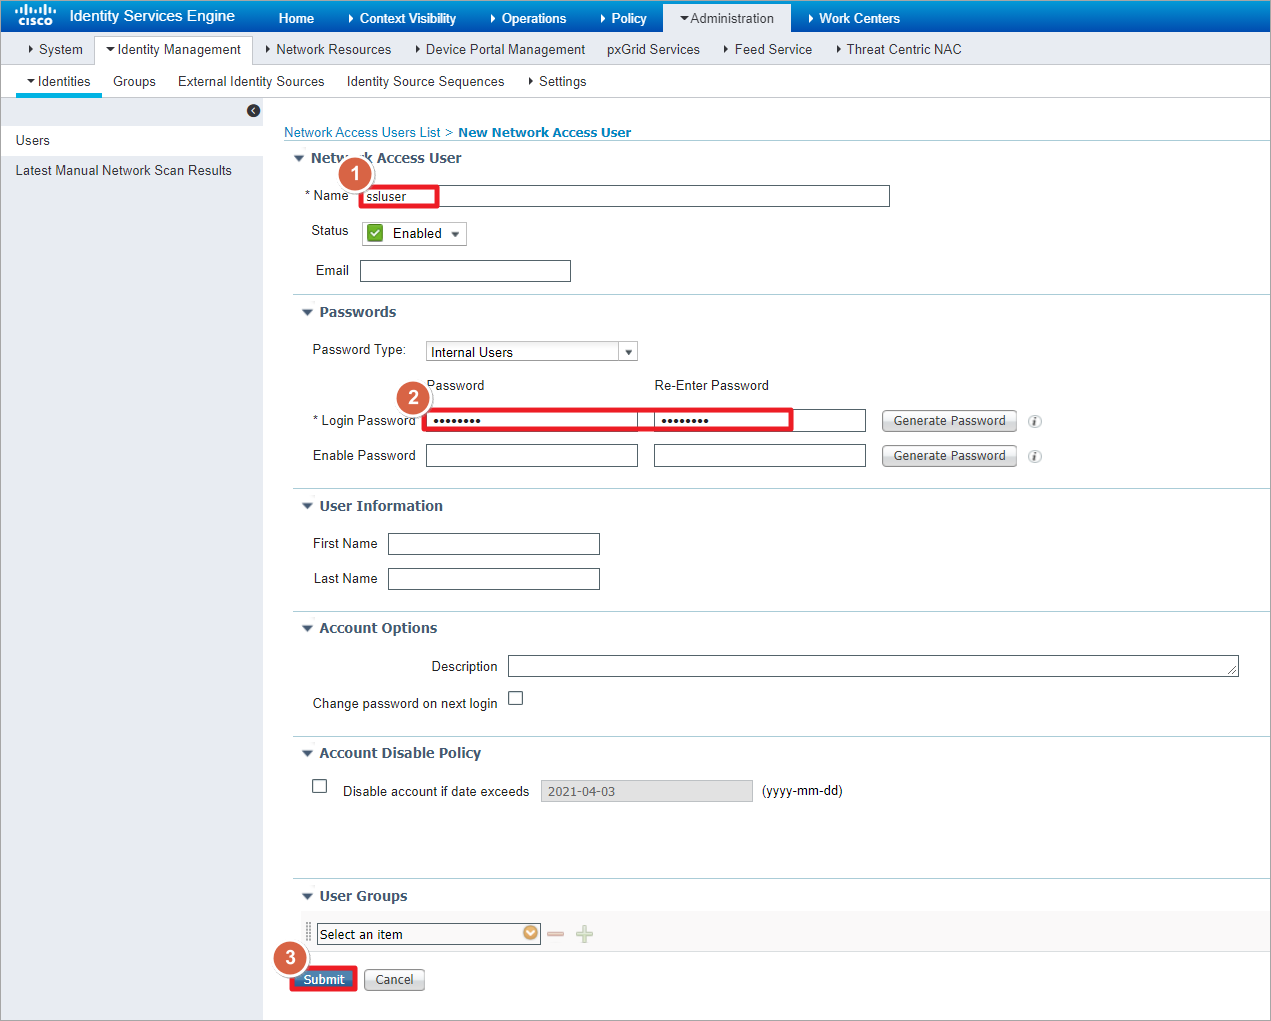 cisco Identity Services Engine Home Context Visibility Operations Policy Administration Work Centers
System Identity Management Network Resources Device Portal Management pxGrid Services Feed Service Threat Centric NAC
Identities Groups External Identity Sources Identity Source Sequences Settings
Users
Latest Manual Network Scan Results
Network Access Users List > New Network Access User
Network Access User
1
* Name ssluser
Status Enabled
Email
Passwords
Password Type: Internal Users
Password Re-Enter Password
2
* Login Password •••••••• •••••••• Generate Password i
Enable Password Generate Password i
User Information
First Name
Last Name
Account Options
Description
Change password on next login
Account Disable Policy
Disable account if date exceeds 2021-04-03 (yyyy-mm-dd)
User Groups
Select an item
3
Submit Cancel